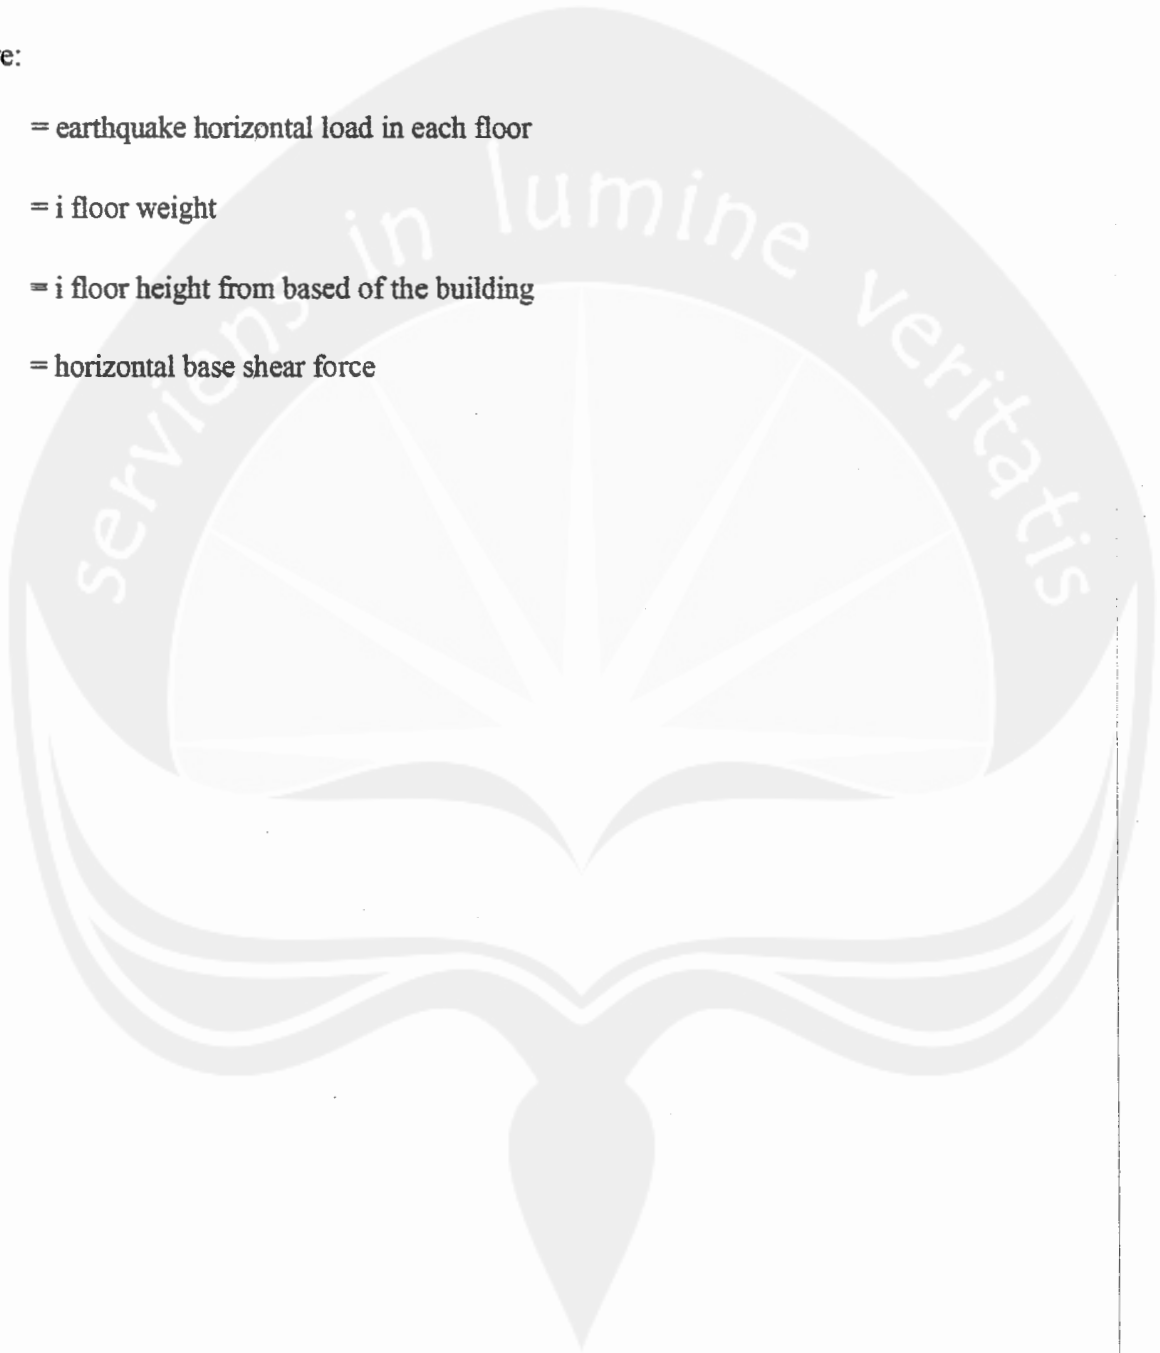 e:
= earthquake horizontal load in each floor
= i floor weight
= i floor height from based of the building
= horizontal base shear force
serviens in lumine veritatis